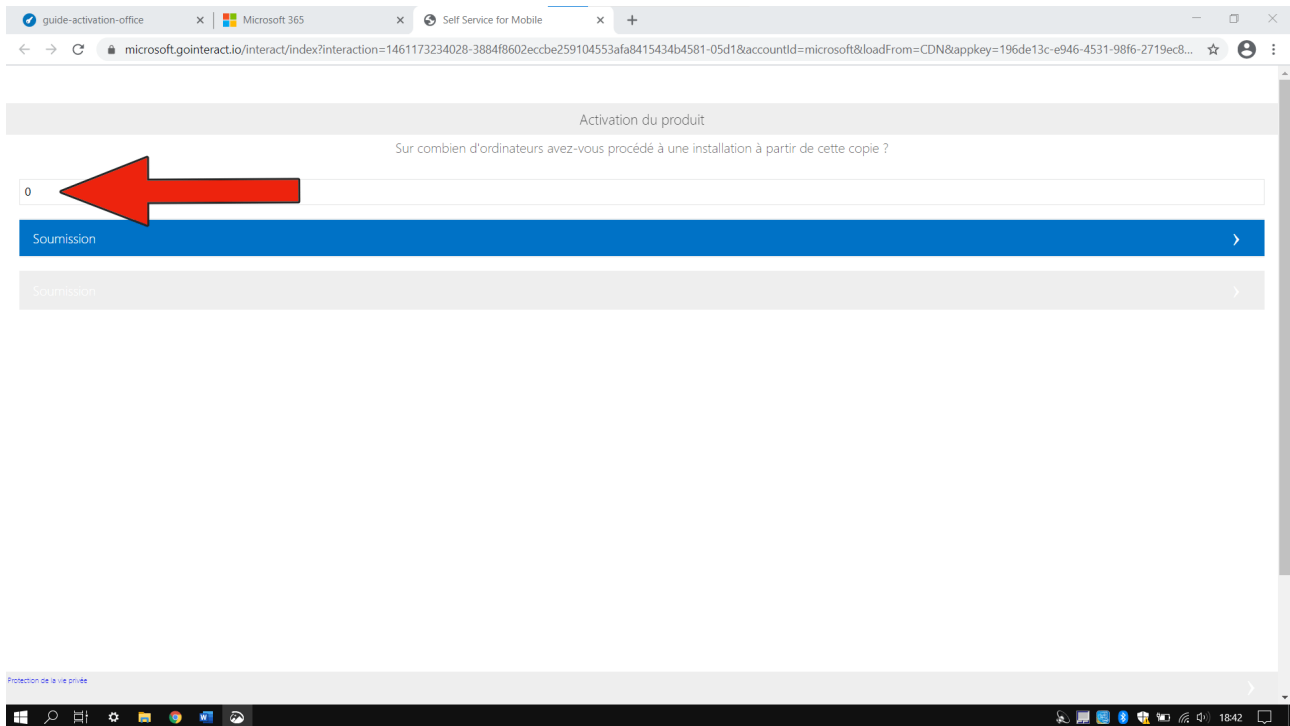 guide-activation-office
Microsoft 365
Self Service for Mobile
microsoft.gointeract.io/interact/index?interaction=1461173234028-3884f8602eccbe259104553afa8415434b4581-05d1&accountId=microsoft&loadFrom=CDN&appkey=196de13c-e946-4531-98f6-2719ec8...
Activation du produit
Sur combien d'ordinateurs avez-vous procédé à une installation à partir de cette copie ?
0
Soumission
Soumission
Protection de la vie privée
18:42